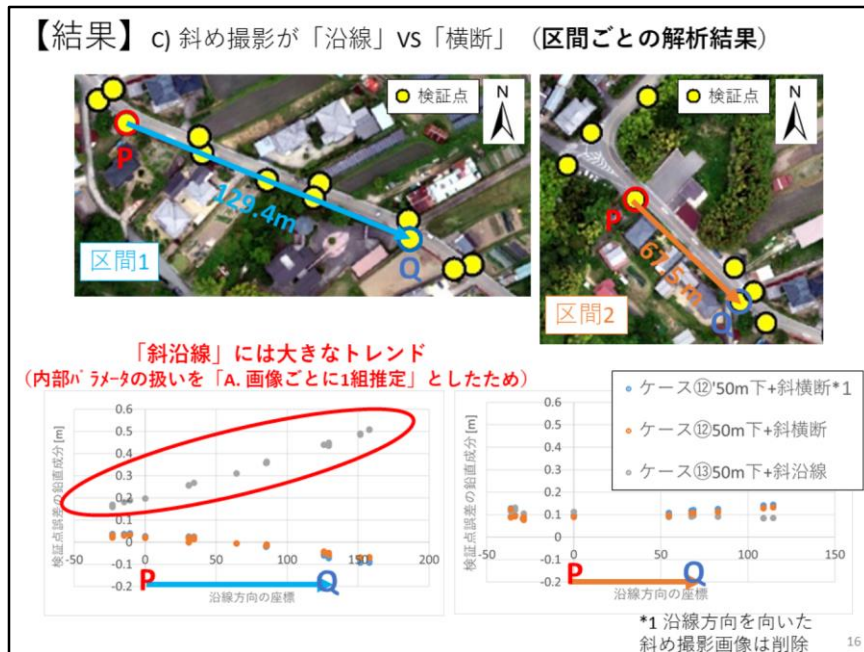 【結果】 c) 斜め撮影が「沿線」VS「横断」（区間ごとの解析結果）
検証点
N
P
129.4m
Q
区間1
検証点
N
P
67.5 m
Q
区間2
「斜沿線」には大きなトレンド
（内部ﾊﾟﾗﾒｰﾀの扱いを「A. 画像ごとに1組推定」としたため）
検証点誤差の鉛直成分 [m]
0.6
0.5
0.4
0.3
0.2
0.1
0
-0.1
-0.2
-50
0
50
100
150
200
P
Q
沿線方向の座標
検証点誤差の鉛直成分 [m]
0.6
0.5
0.4
0.3
0.2
0.1
0
-0.1
-0.2
-50
0
50
100
150
P
Q
沿線方向の座標
ケース⑫'50m下+斜横断*1
ケース⑫50m下+斜横断
ケース⑬50m下+斜沿線
*1 沿線方向を向いた
斜め撮影画像は削除
16